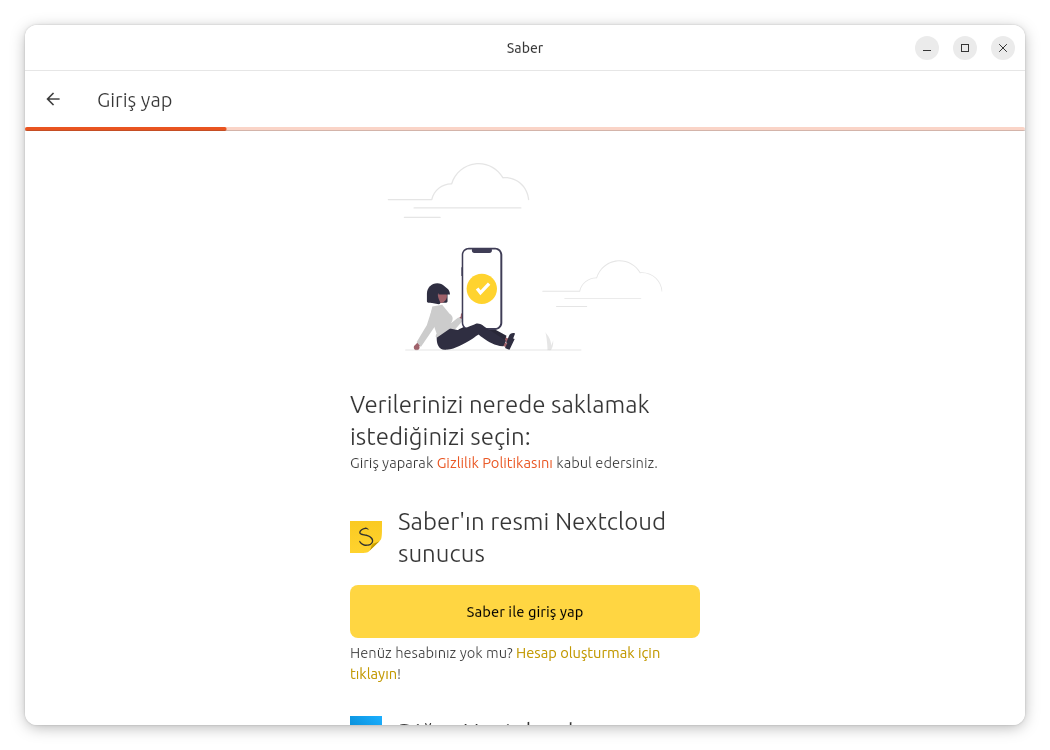 Saber
Giriş yap
Verilerinizi nerede saklamak
istediğinizi seçin:
Giriş yaparak Gizlilik Politikasını kabul edersiniz.
S
Saber'ın resmi Nextcloud
sunucus
Saber ile giriş yap
Henüz hesabınız yok mu? Hesap oluşturmak için
tıklayın!